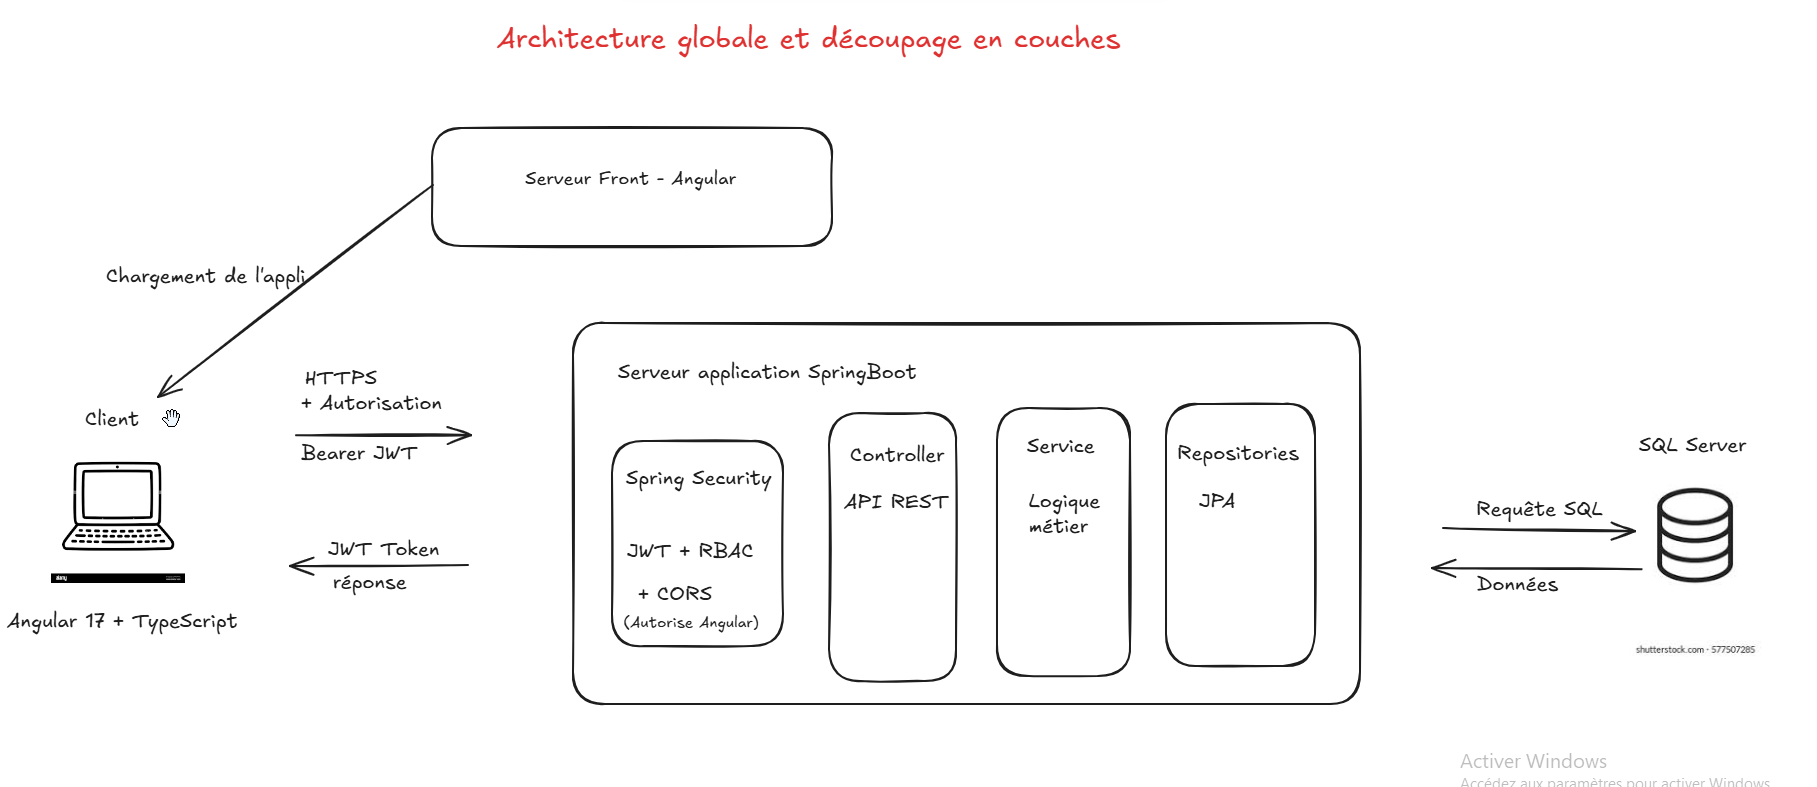 Architecture globale et découpage en couches
Serveur Front - Angular
Chargement de l'appli
Client
HTTPS
+ Autorisation
Bearer JWT
JWT Token
réponse
alamy
Angular 17 + TypeScript
Serveur application SpringBoot
Spring Security
JWT + RBAC
+ CORS
(Autorise Angular)
Controller
API REST
Service
Logique
métier
Repositories
JPA
Requête SQL
Données
SQL Server
shutterstock.com · 577507285
Activer Windows
Accédez aux paramètres pour activer Windows